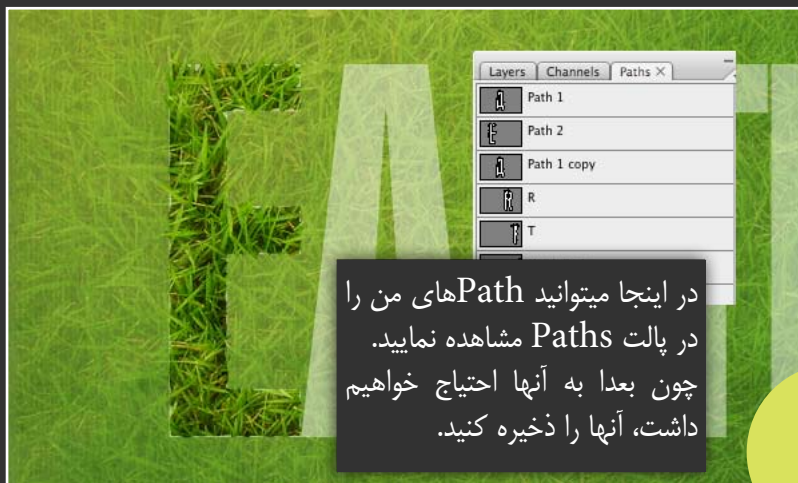 EAT
Layers Channels Paths ×
Path 1
Path 2
Path 1 copy
R
T
در اینجا میتوانید Pathهای من را
در پالت Paths مشاهده نمایید.
چون بعدا به آنها احتیاج خواهیم
داشت، آنها را ذخیره کنید.